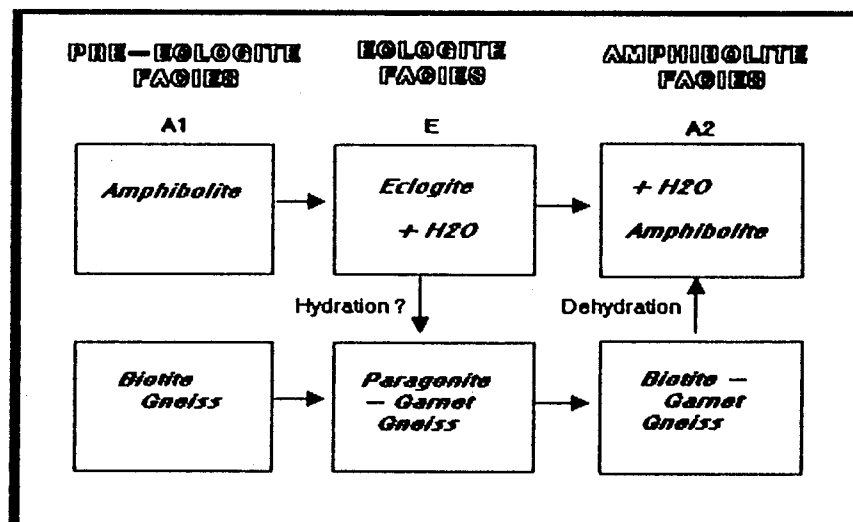 PRE-ECLOGITE
FACIES
ECLOGITE
FACIES
AMPHIBOLITE
FACIES
A1
E
A2
Amphibolite
Eclogite
+ H2O
+ H2O
Amphibolite
Hydration ?
Dehydration
Biotite
Gneiss
Paragonite
- Garnet
Gneiss
Biotite -
Garnet
Gneiss